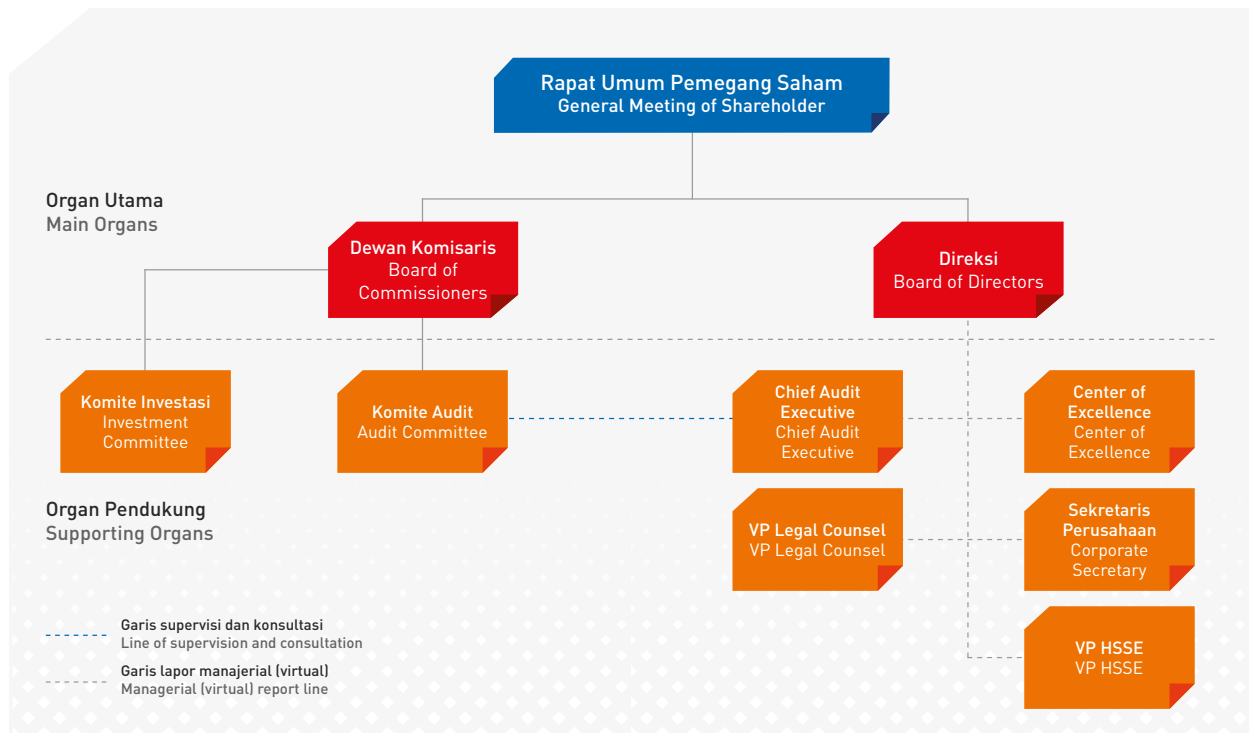 Rapat Umum Pemegang Saham
General Meeting of Shareholder
Organ Utama
Main Organs
Dewan Komisaris
Board of
Commissioners
Direksi
Board of Directors
Komite Investasi
Investment
Committee
Komite Audit
Audit Committee
Chief Audit
Executive
Chief Audit
Executive
Center of
Excellence
Center of
Excellence
Organ Pendukung
Supporting Organs
VP Legal Counsel
VP Legal Counsel
Sekretaris
Perusahaan
Corporate
Secretary
Garis supervisi dan konsultasi
Line of supervision and consultation
Garis lapor manajerial (virtual)
Managerial (virtual) report line
VP HSSE
VP HSSE